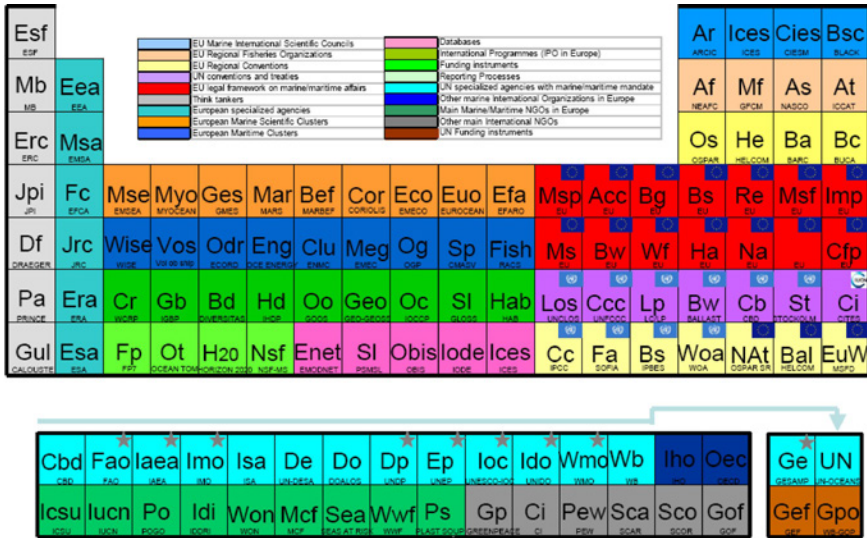 Esf Ar Ices Cies Bsc
ESF ARCIC ICES CIESM BLACK
EU Marine International Scientific Councils Databases
EU Regional Fisheries Organizations International Programmes (IPO in Europe)
EU Regional Conventions Funding instruments
UN conventions and treaties Reporting Processes
EU legal framework on marine/maritime affairs UN specialized agencies with marine/maritime mandate
Think tankers Other marine International Organizations in Europe
European specialized agencies Main Marine/Maritime NGOs in Europe
European Marine Scientific Clusters Other main International NGOs
European Maritime Clusters UN Funding instruments
Mb Eea Af Mf As At
MB EEA NEAFC GFCM NASCO ICCAT
Erc Msa Os He Ba Bc
ERC EMSA OSPAR HELCOM BARC BUCA
Jpi Fc Mse Myo Ges Mar Bef Cor Eco Euo Efa Msp Acc Bg Bs Re Msf Imp
JPI EFCA EMSEA MYOCEAN GMES MARS MARBEF CORIOLIS EMECO EUROCEAN EFARO EU EU EU EU EU EU EU
Df Jrc Wise Vos Odr Eng Clu Meg Og Sp Fish Ms Bw Wf Ha Na Cfp
DRAEGER JRC WISE ECORD OCE ENERGY ENMC EMEC OGP CMASV RACS EU EU EU EU EU EU EU
Pa Era Cr Gb Bd Hd Oo Geo Oc Sl Hab Los Ccc Lp Bw Cb St Ci
PRINCE ERA WCRP IGBP DIVERSITAS IHDP GOOS GEO-GEOSS IOCCP GLOSS HAB UNCLOS UNFCCC BALLAST CBD STOCKOLM CITES
Gul Esa Fp Ot H20 Nsf Enet Sl Obis Iode Ices Cc Fa Bs Woa NAt Bal EuW
CALOUSTE ESA FP7 OCEAN TOM HORIZON 2020 NSF-MS EMODNET PSMSL OBIS IODE ICES IPCC SOFIA IPBES WOA OSPAR SR HELCOM MSFD
Cbd Fao Iaea Imo Isa De Do Dp Ep Ioc Ido Wmo Wb Iho Oec Ge UN
CBD FAO IAEA IMO ISA UN-DESA DOALOS UNDP UNEP UNESCO-IOC UNIDO WMO WB IHO OECD GESAMP UN-OCEANS
Icsu Iucn Po Idi Won Mcf Sea Wwf Ps Gp Ci Pew Sca Sco Gof Gef Gpo
ICSU IUCN POGO IDDRI WON MCF SEAS AT RISK WWF PLAST SOUP GREENPEACE CI PEW SCAR SCOR GOF GEF WB-GOP